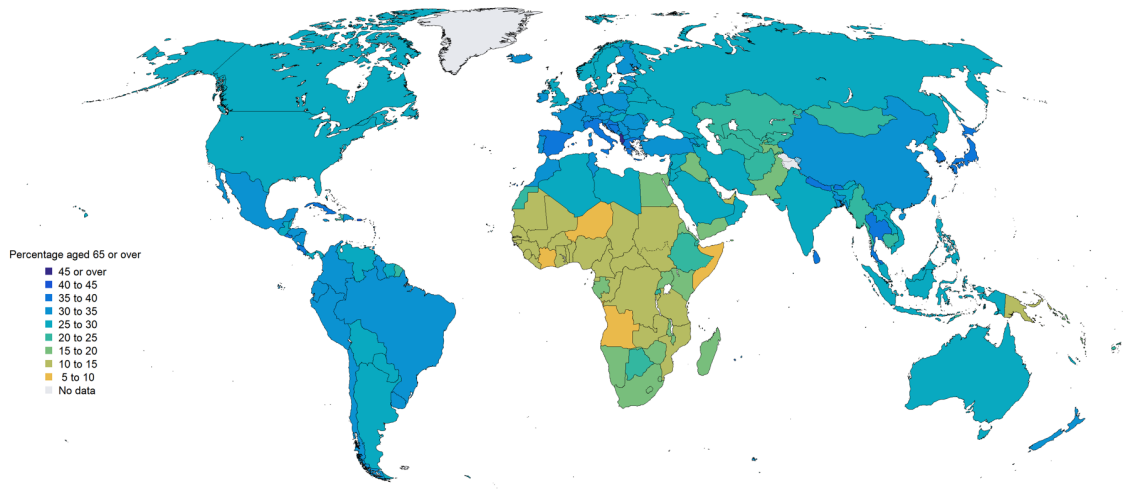 Percentage aged 65 or over
45 or over
40 to 45
35 to 40
30 to 35
25 to 30
20 to 25
15 to 20
10 to 15
5 to 10
No data